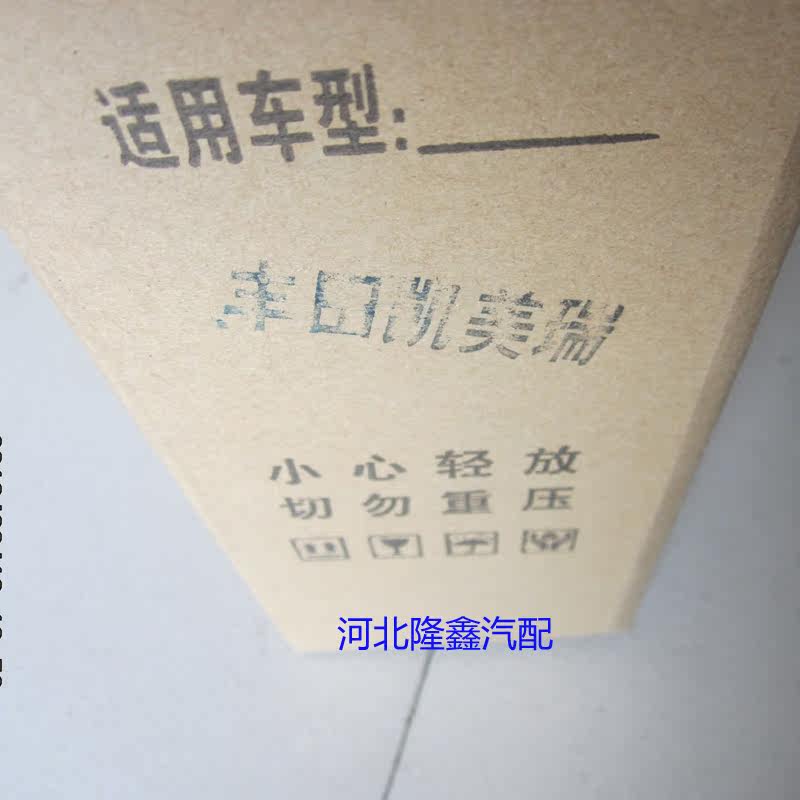 适用车型:
丰田凯美瑞
小心轻放
切勿重压
河北隆鑫汽配